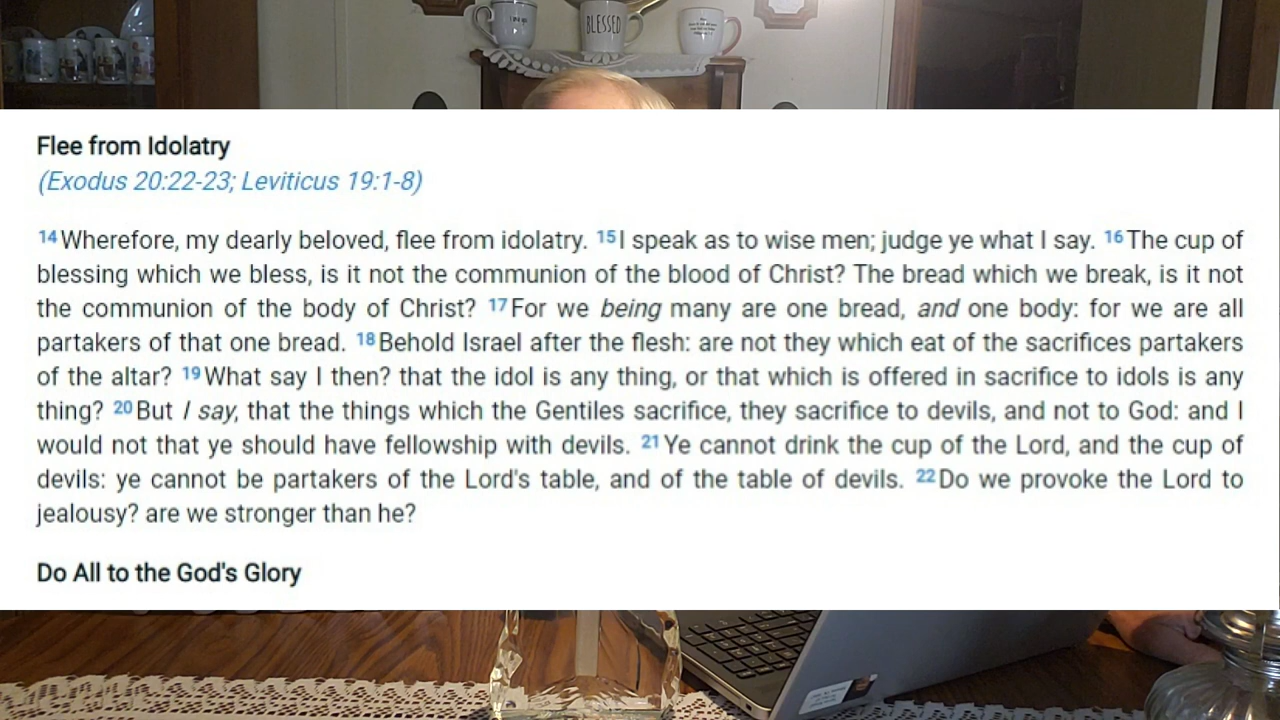 BLESSED
Flee from Idolatry
(Exodus 20:22-23; Leviticus 19:1-8)
14 Wherefore, my dearly beloved, flee from idolatry. 15 I speak as to wise men; judge ye what I say. 16 The cup of
blessing which we bless, is it not the communion of the blood of Christ? The bread which we break, is it not
the communion of the body of Christ? 17 For we being many are one bread, and one body: for we are all
partakers of that one bread. 18 Behold Israel after the flesh: are not they which eat of the sacrifices partakers
of the altar? 19 What say I then? that the idol is any thing, or that which is offered in sacrifice to idols is any
thing? 20 But I say, that the things which the Gentiles sacrifice, they sacrifice to devils, and not to God: and I
would not that ye should have fellowship with devils. 21 Ye cannot drink the cup of the Lord, and the cup of
devils: ye cannot be partakers of the Lord's table, and of the table of devils. 22 Do we provoke the Lord to
jealousy? are we stronger than he?
Do All to the God's Glory